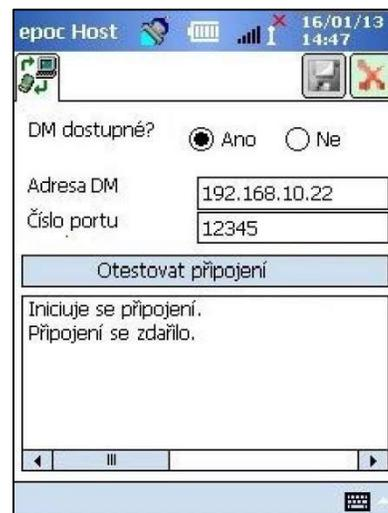 epoc Host 16/01/13
14:47
DM dostupné? Ano Ne
Adresa DM 192.168.10.22
Číslo portu 12345
Otestovat připojení
Iniciuje se připojení.
Připojení se zdařilo.